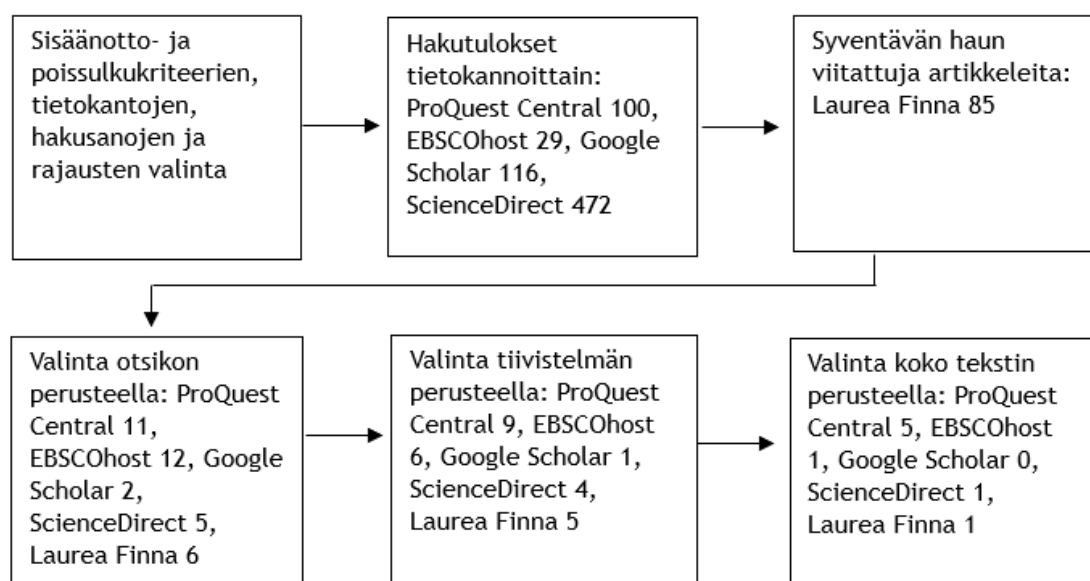 Sisäänotto- ja
poissulkukriteerien,
tietokantojen,
hakusanojen ja
rajausten valinta
Hakutulokset
tietokannoittain:
ProQuest Central 100,
EBSCOhost 29, Google
Scholar 116,
ScienceDirect 472
Syventävän haun
viitattuja artikkeleita:
Laurea Finna 85
Valinta otsikon
perusteella: ProQuest
Central 11,
EBSCOhost 12, Google
Scholar 2,
ScienceDirect 5,
Laurea Finna 6
Valinta tiivistelmän
perusteella: ProQuest
Central 9, EBSCOhost
6, Google Scholar 1,
ScienceDirect 4,
Laurea Finna 5
Valinta koko tekstin
perusteella: ProQuest
Central 5, EBSCOhost
1, Google Scholar 0,
ScienceDirect 1,
Laurea Finna 1